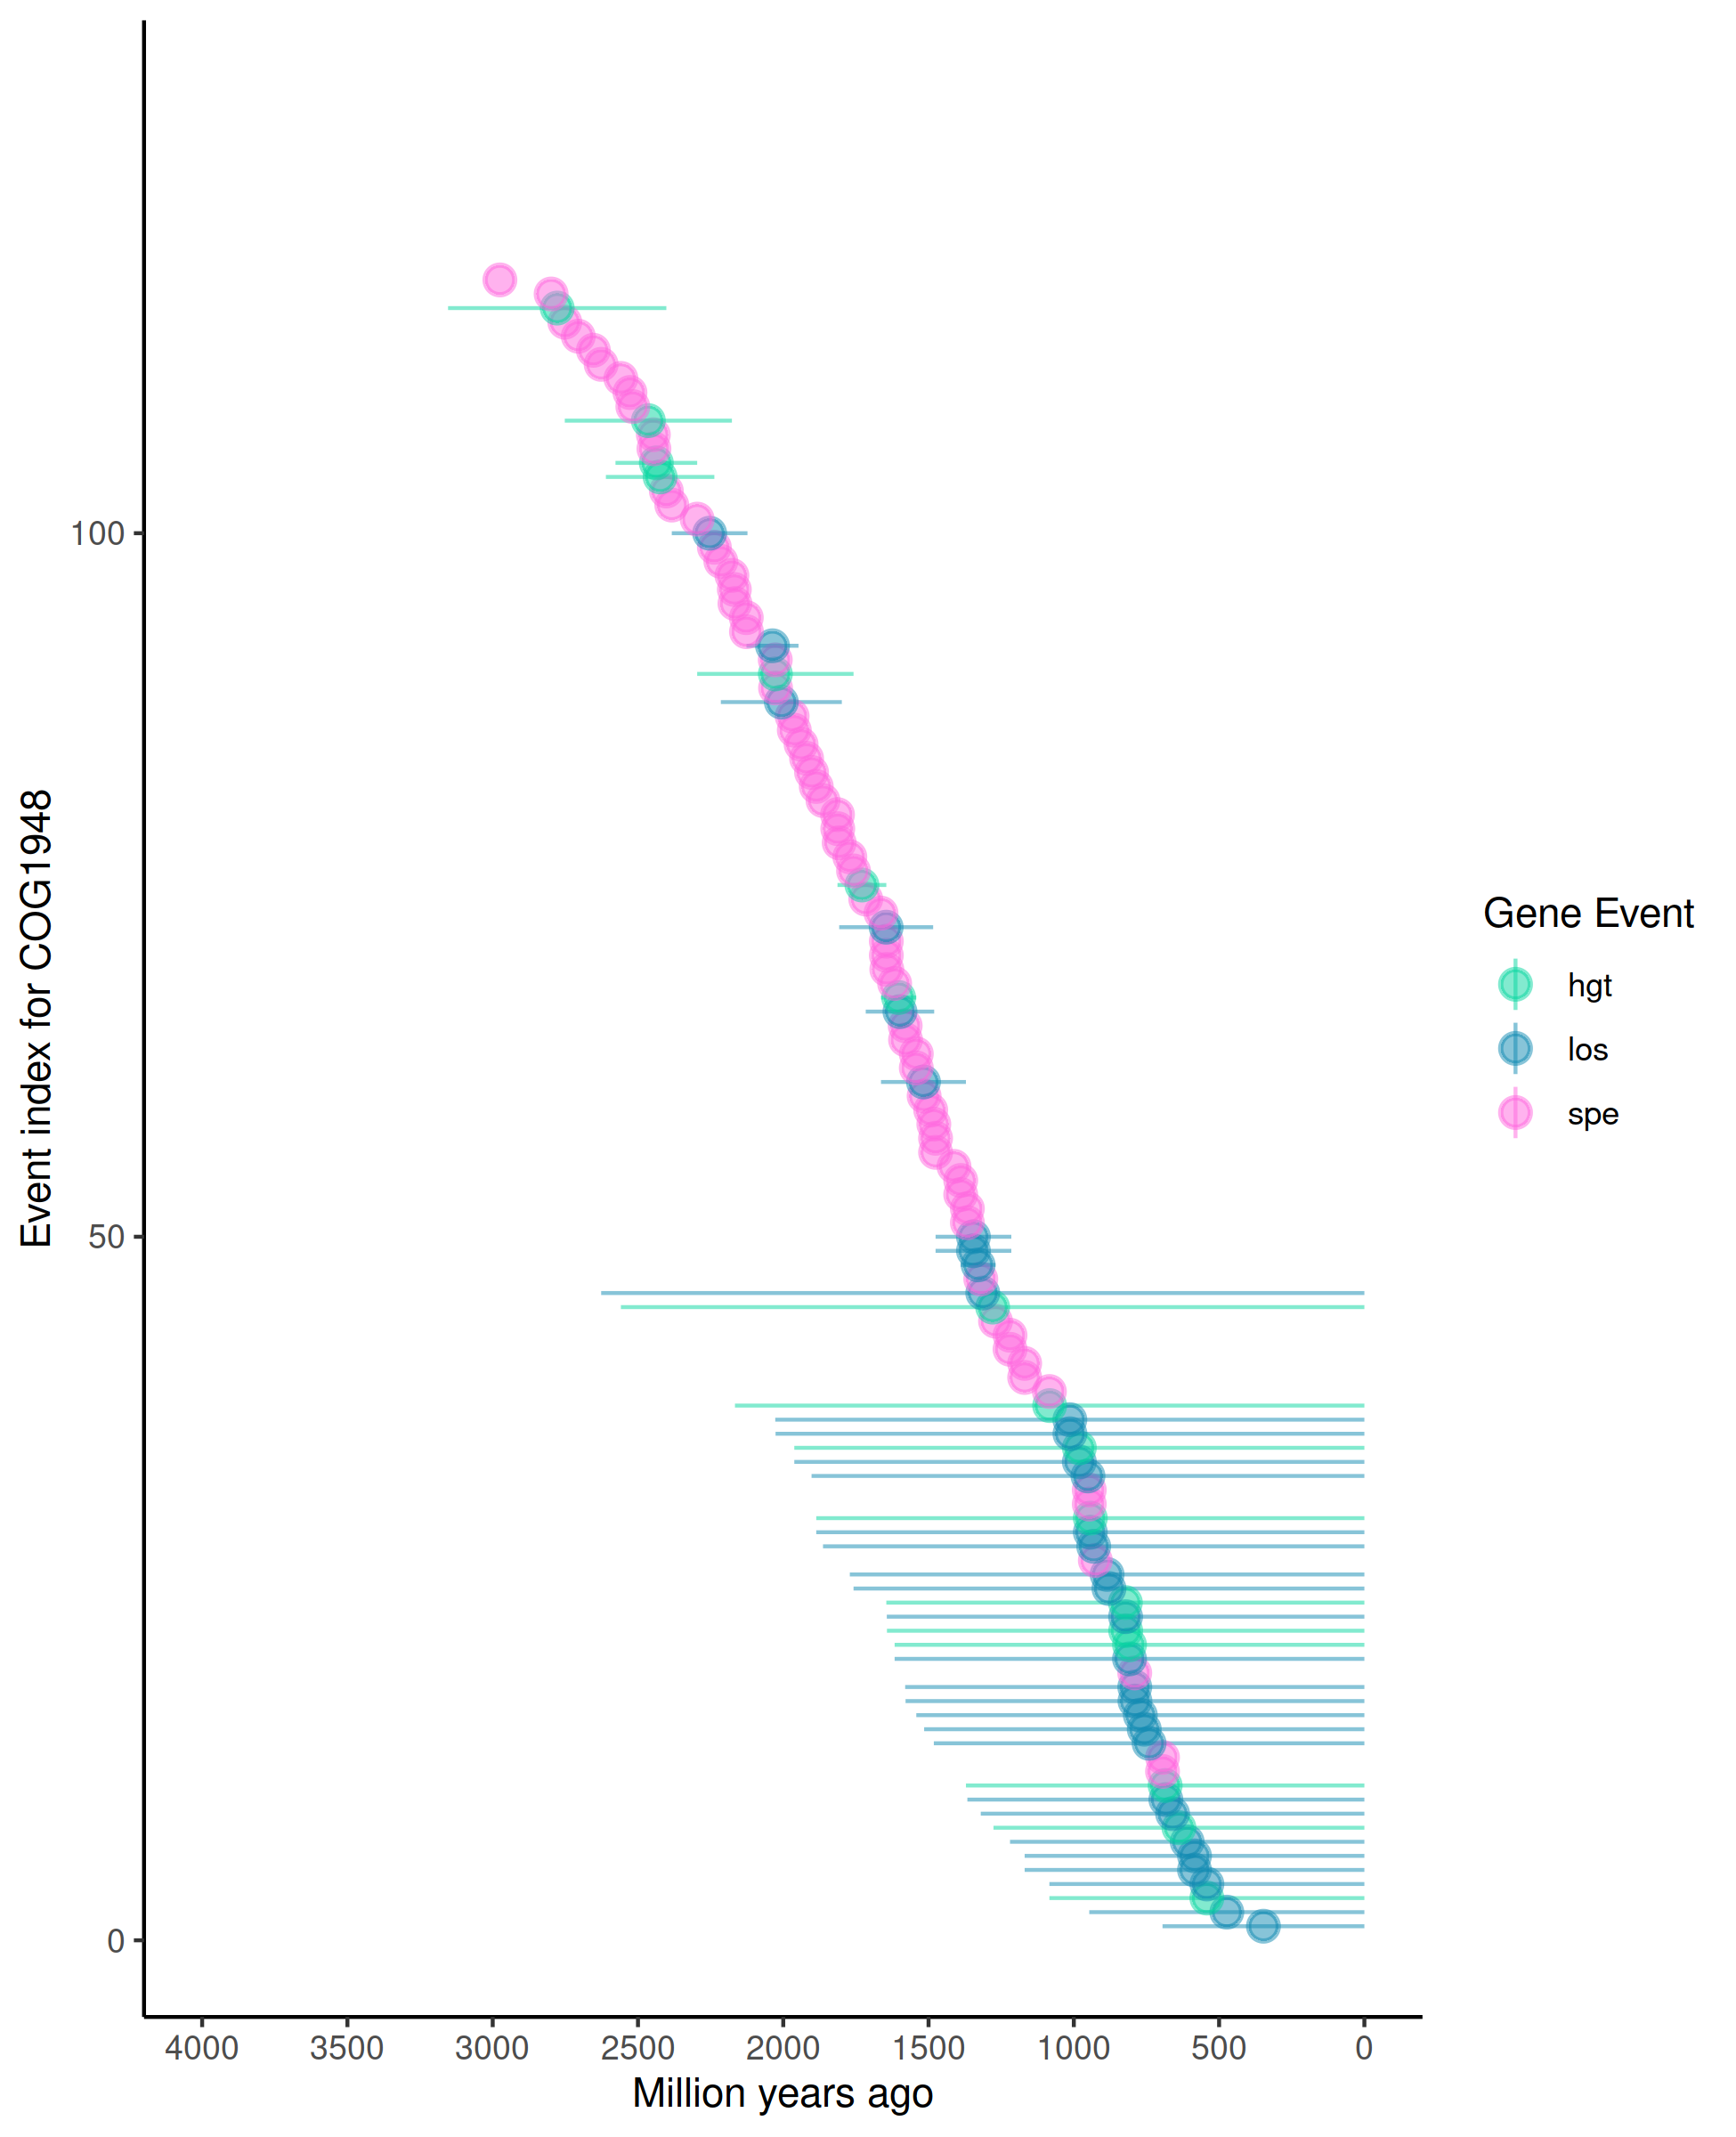 Event index for COG1948
100
50
0
4000 3500 3000 2500 2000 1500 1000 500 0
Million years ago
Gene Event
hgt
los
spe